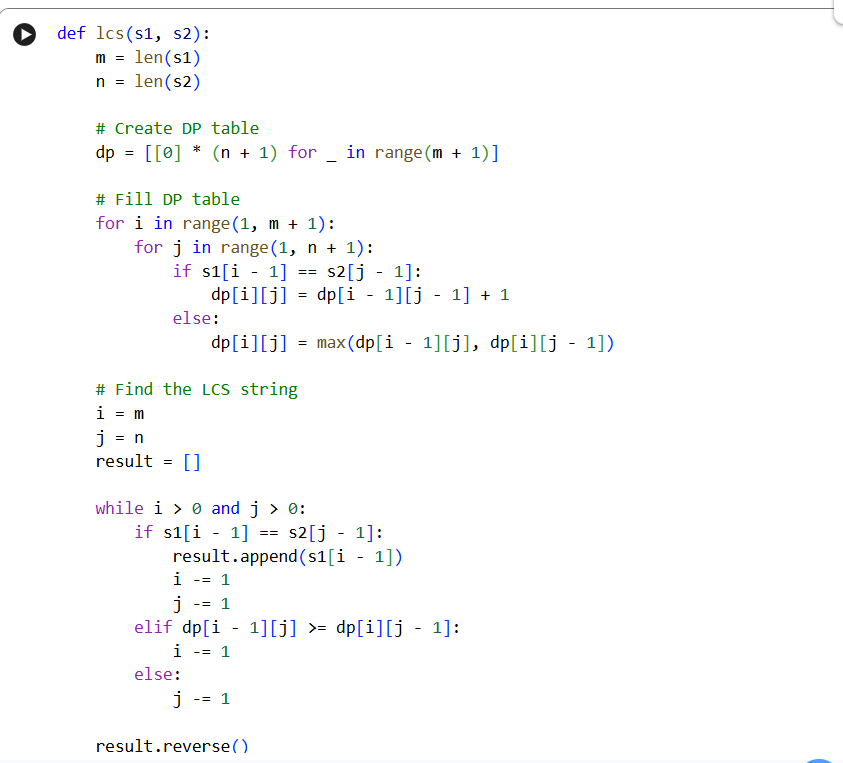 def lcs(s1, s2):
    m = len(s1)
    n = len(s2)

    # Create DP table
    dp = [[0] * (n + 1) for _ in range(m + 1)]

    # Fill DP table
    for i in range(1, m + 1):
        for j in range(1, n + 1):
            if s1[i - 1] == s2[j - 1]:
                dp[i][j] = dp[i - 1][j - 1] + 1
            else:
                dp[i][j] = max(dp[i - 1][j], dp[i][j - 1])

    # Find the LCS string
    i = m
    j = n
    result = []

    while i > 0 and j > 0:
        if s1[i - 1] == s2[j - 1]:
            result.append(s1[i - 1])
            i -= 1
            j -= 1
        elif dp[i - 1][j] >= dp[i][j - 1]:
            i -= 1
        else:
            j -= 1

    result.reverse()